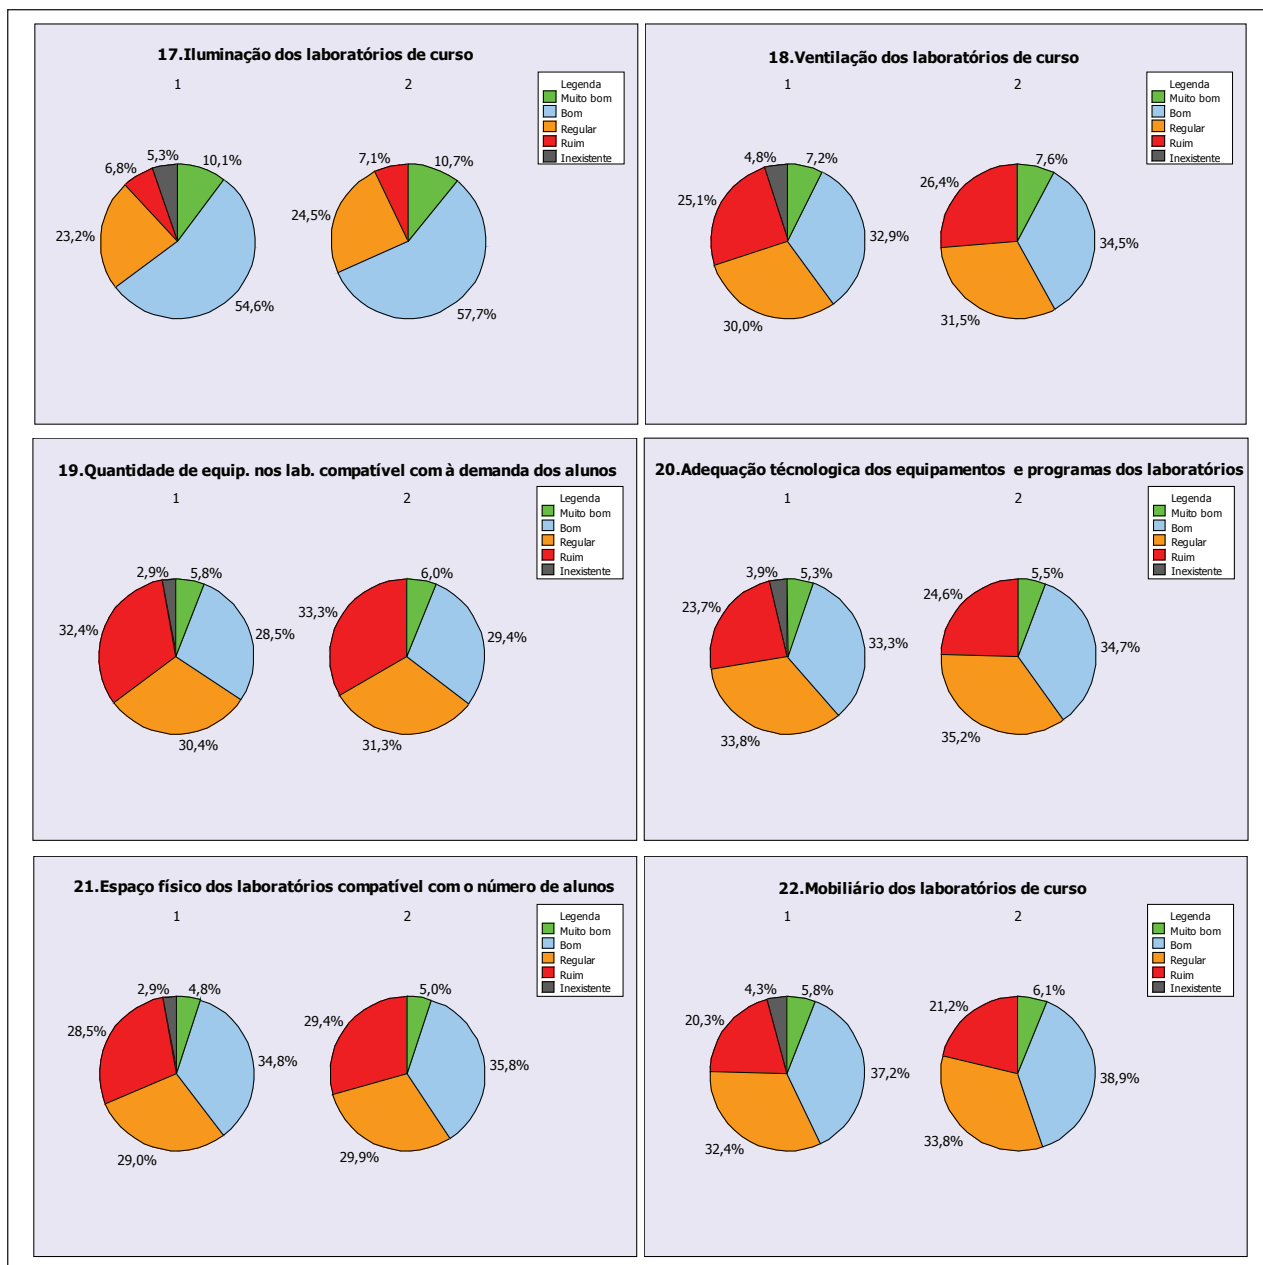 17.Iluminação dos laboratórios de curso
1
2
Legenda
Muito bom
Bom
Regular
Ruim
Inexistente
5,3%
10,1%
6,8%
23,2%
54,6%
7,1%
10,7%
24,5%
57,7%
18.Ventilação dos laboratórios de curso
1
2
Legenda
Muito bom
Bom
Regular
Ruim
Inexistente
4,8%
7,2%
25,1%
32,9%
30,0%
7,6%
26,4%
34,5%
31,5%
19.Quantidade de equip. nos lab. compatível com à demanda dos alunos
1
2
Legenda
Muito bom
Bom
Regular
Ruim
Inexistente
2,9%
5,8%
32,4%
28,5%
30,4%
6,0%
33,3%
29,4%
31,3%
20.Adequação técnologica dos equipamentos e programas dos laboratórios
1
2
Legenda
Muito bom
Bom
Regular
Ruim
Inexistente
3,9%
5,3%
23,7%
33,3%
33,8%
5,5%
24,6%
34,7%
35,2%
21.Espaço físico dos laboratórios compatível com o número de alunos
1
2
Legenda
Muito bom
Bom
Regular
Ruim
Inexistente
2,9%
4,8%
28,5%
34,8%
29,0%
5,0%
29,4%
35,8%
29,9%
22.Mobiliário dos laboratórios de curso
1
2
Legenda
Muito bom
Bom
Regular
Ruim
Inexistente
4,3%
5,8%
20,3%
37,2%
32,4%
6,1%
21,2%
38,9%
33,8%